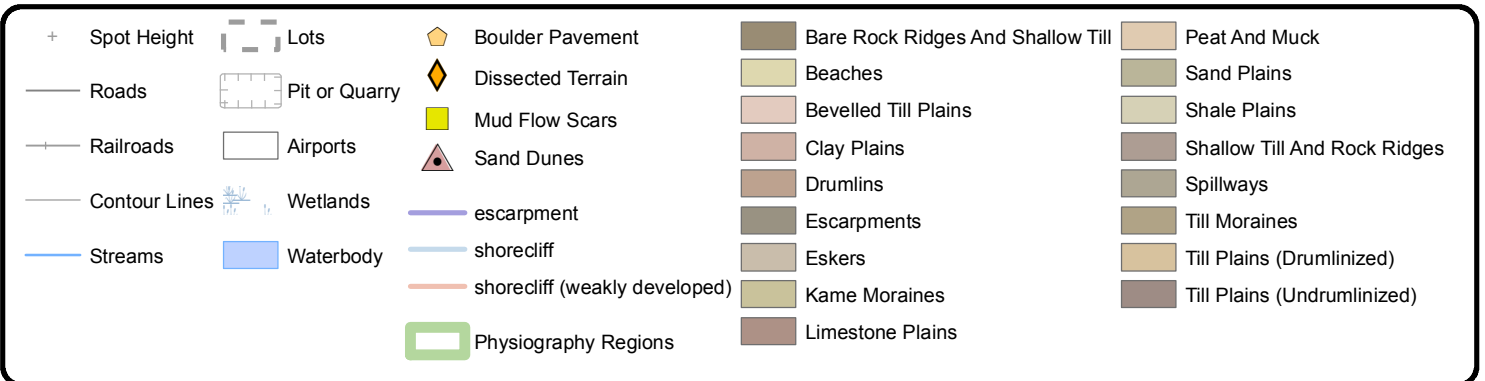 Spot Height
Roads
Railroads
Contour Lines
Streams
Lots
Pit or Quarry
Airports
Wetlands
Waterbody
Boulder Pavement
Dissected Terrain
Mud Flow Scars
Sand Dunes
escarpment
shorecliff
shorecliff (weakly developed)
Physiography Regions
Bare Rock Ridges And Shallow Till
Beaches
Bevelled Till Plains
Clay Plains
Drumlins
Escarpments
Eskers
Kame Moraines
Limestone Plains
Peat And Muck
Sand Plains
Shale Plains
Shallow Till And Rock Ridges
Spillways
Till Moraines
Till Plains (Drumlinized)
Till Plains (Undrumlinized)